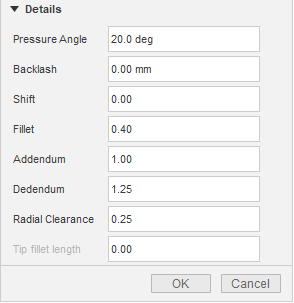 Details
Pressure Angle 20.0 deg
Backlash 0.00 mm
Shift 0.00
Fillet 0.40
Addendum 1.00
Dedendum 1.25
Radial Clearance 0.25
Tip fillet length 0.00
OK Cancel